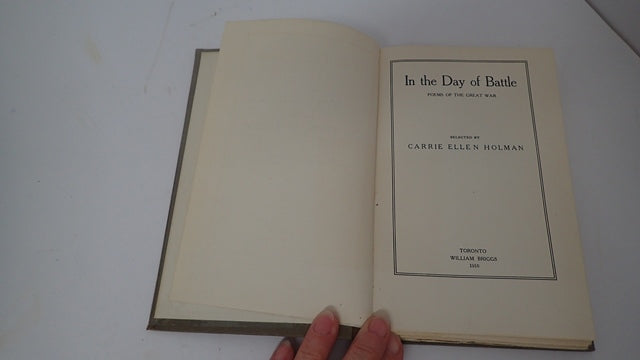 In the Day of Battle
POEMS OF THE GREAT WAR
SELECTED BY
CARRIE ELLEN HOLMAN
TORONTO
WILLIAM BRIGGS
1916